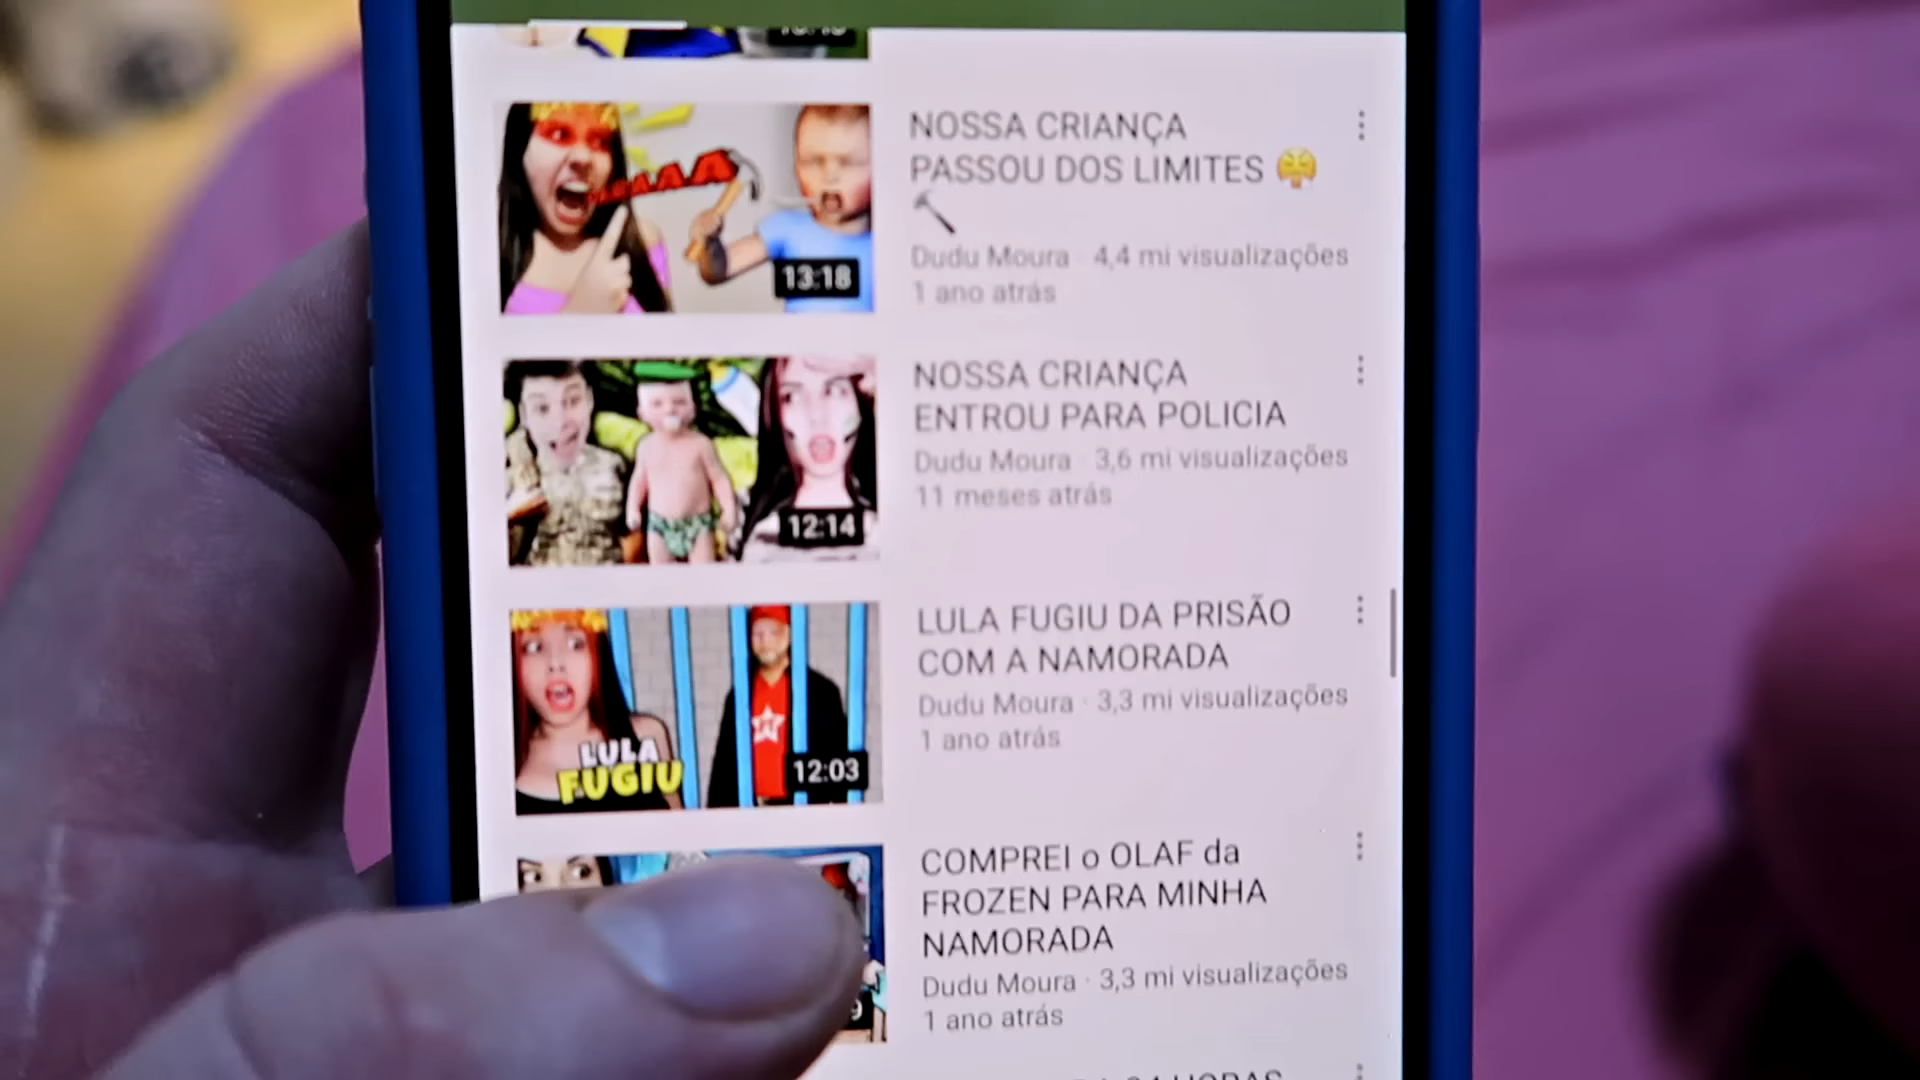 NOSSA CRIANÇA
PASSOU DOS LIMITES 😤
🔨
Dudu Moura · 4,4 mi visualizações
1 ano atrás
13:18
NOSSA CRIANÇA
ENTROU PARA POLICIA
Dudu Moura · 3,6 mi visualizações
11 meses atrás
12:14
LULA FUGIU DA PRISÃO
COM A NAMORADA
Dudu Moura · 3,3 mi visualizações
1 ano atrás
LULA
FUGIU
12:03
COMPREI o OLAF da
FROZEN PARA MINHA
NAMORADA
Dudu Moura · 3,3 mi visualizações
1 ano atrás